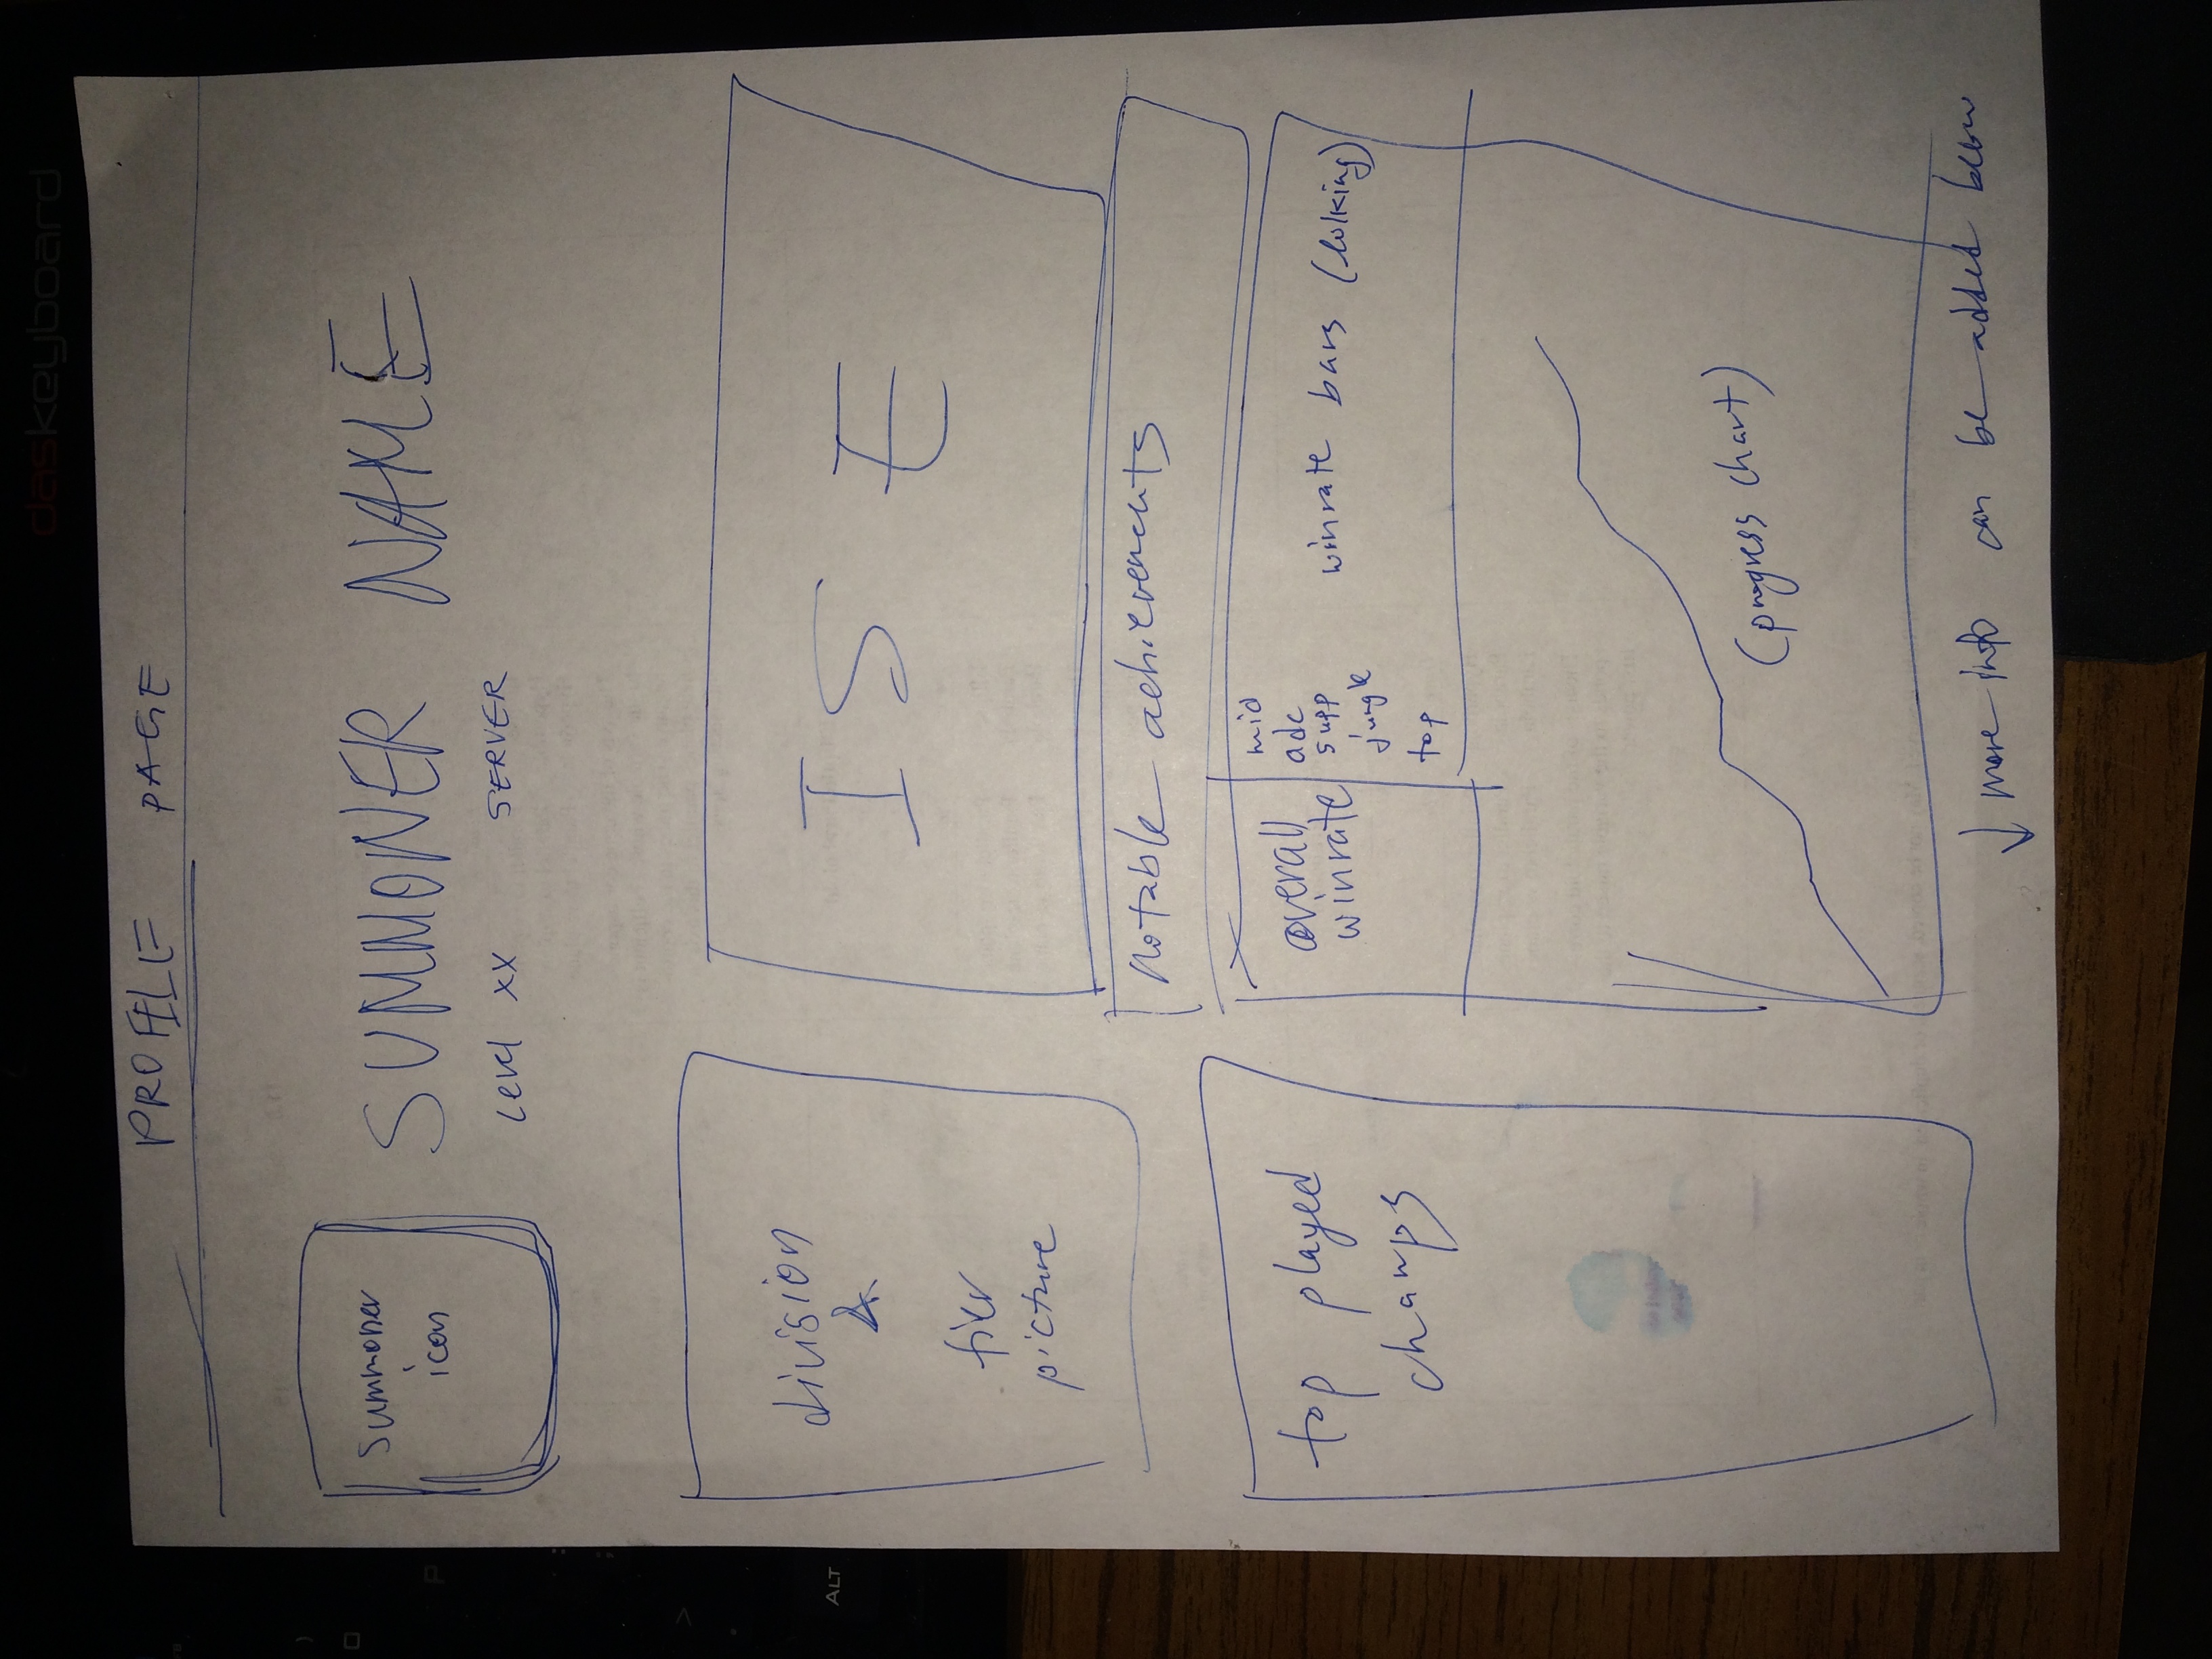 daskeyboard
PROFILE PAGE
Summoner
icon
SUMMONER NAME
Level xx SERVER
P
ALT
division
&
tier
picture
I S E
notable achievements
top played
champs
overall
winrate
mid
adc
supp
jungle
top
winrate bars (lolking)
(progress chart)
↓ more info can be added below